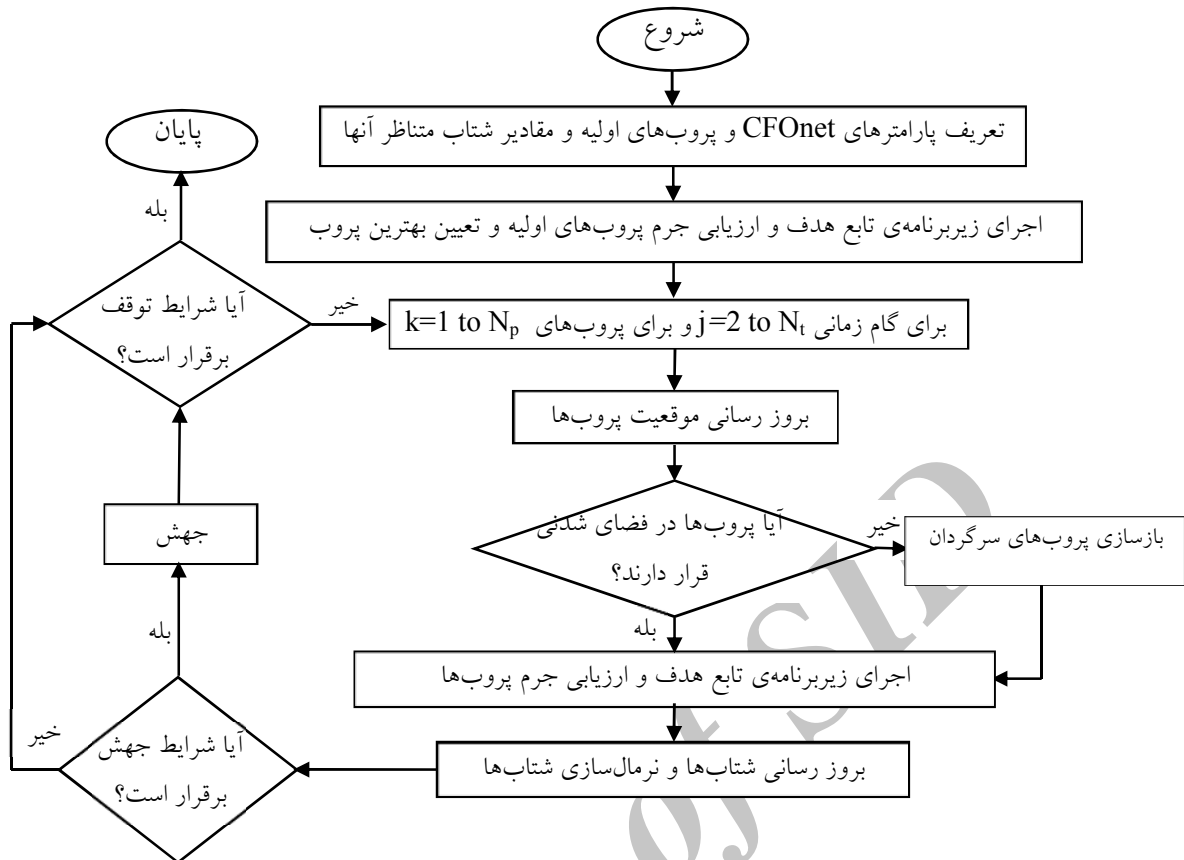 شروع
تعریف پارامترهای CFOnet و پروب‌های اولیه و مقادیر شتاب متناظر آنها
اجرای زیربرنامه‌ی تابع هدف و ارزیابی جرم پروب‌های اولیه و تعیین بهترین پروب
برای گام زمانی j=2 to Nt و برای پروب‌های k=1 to Np
بروز رسانی موقعیت پروب‌ها
آیا پروب‌ها در فضای شدنی
قرار دارند؟
خیر
بازسازی پروب‌های سرگردان
بله
اجرای زیربرنامه‌ی تابع هدف و ارزیابی جرم پروب‌ها
بروز رسانی شتاب‌ها و نرمال‌سازی شتاب‌ها
آیا شرایط جهش
برقرار است؟
خیر
بله
جهش
آیا شرایط توقف
برقرار است؟
خیر
بله
پایان
of SID